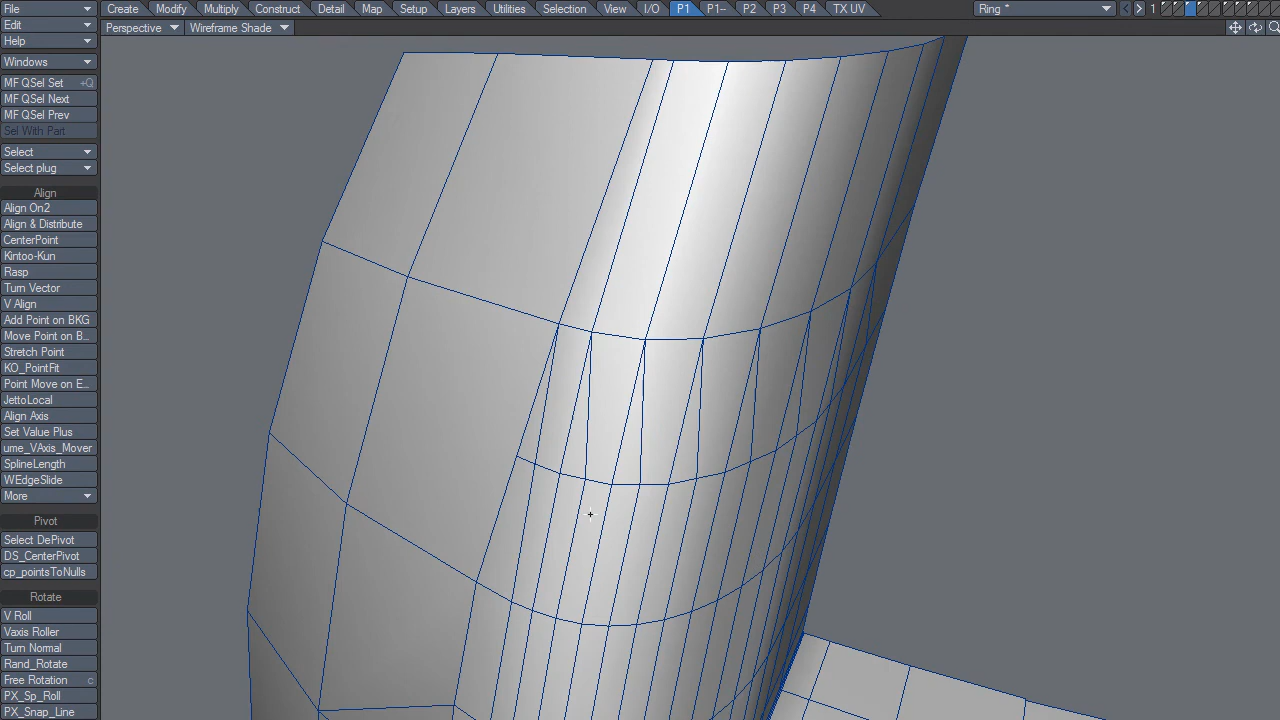 File Create Modify Multiply Construct Detail Map Setup Layers Utilities Selection View I/O P1 P1-- P2 P3 P4 TX UV Ring * 1
Edit Perspective Wireframe Shade
Help
Windows
MF QSel Set +Q
MF QSel Next
MF QSel Prev
Sel With Part
Select
Select plug
Align
Align On2
Align & Distribute
CenterPoint
Kintoo-Kun
Rasp
Turn Vector
V Align
Add Point on BKG
Move Point on B...
Stretch Point
KO_PointFit
Point Move on E...
JettoLocal
Align Axis
Set Value Plus
ume_VAxis_Mover
SplineLength
WEdgeSlide
More
Pivot
Select DePivot
DS_CenterPivot
cp_pointsToNulls
Rotate
V Roll
Vaxis Roller
Turn Normal
Rand_Rotate
Free Rotation c
PX_Sp_Roll
PX_Snap_Line